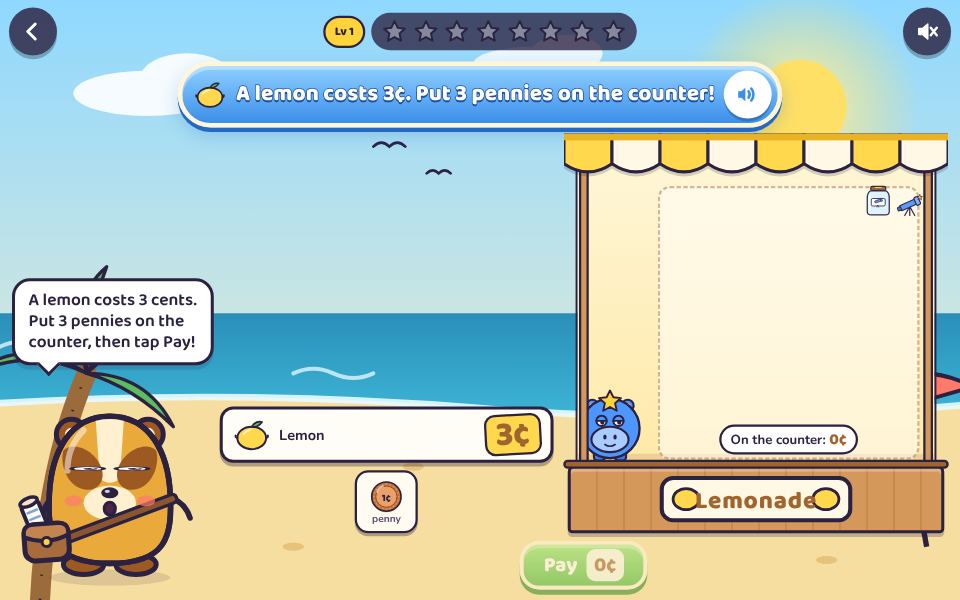 Lv 1
A lemon costs 3¢. Put 3 pennies on the counter!
A lemon costs 3 cents.
Put 3 pennies on the
counter, then tap Pay!
Lemon
3¢
1¢
penny
On the counter: 0¢
Lemonade
Pay 0¢